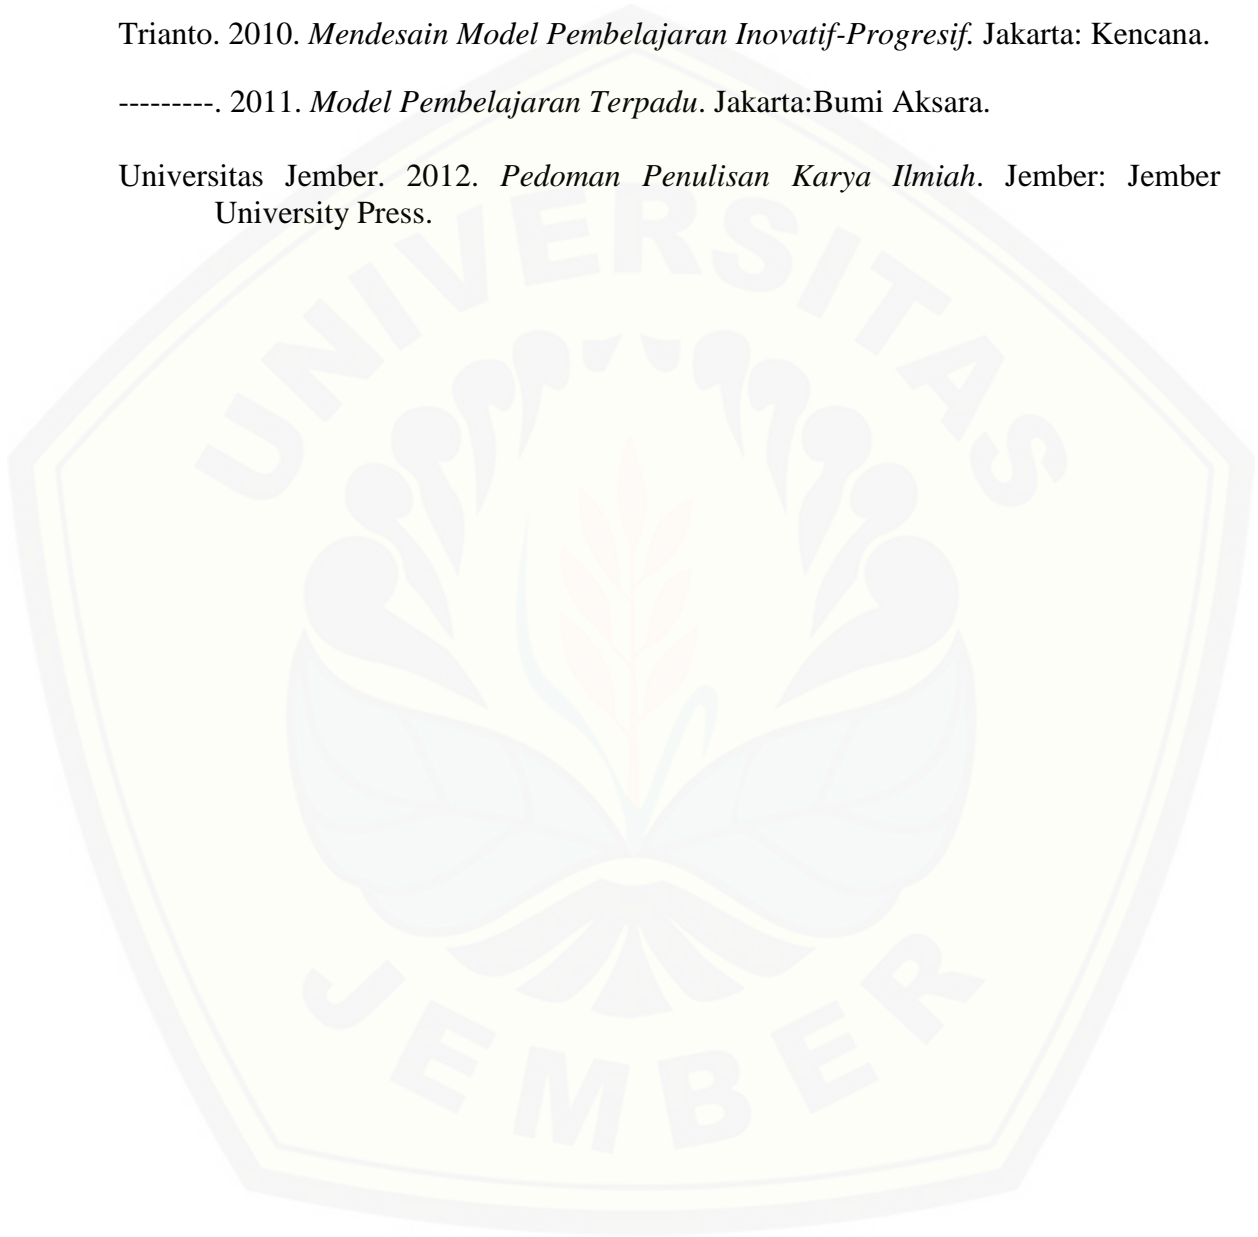 Trianto. 2010. Mendesain Model Pembelajaran Inovatif-Progresif. Jakarta: Kencana.
---------. 2011. Model Pembelajaran Terpadu. Jakarta:Bumi Aksara.
Universitas Jember. 2012. Pedoman Penulisan Karya Ilmiah. Jember: Jember
University Press.
UNIVERSITAS
JEMBER